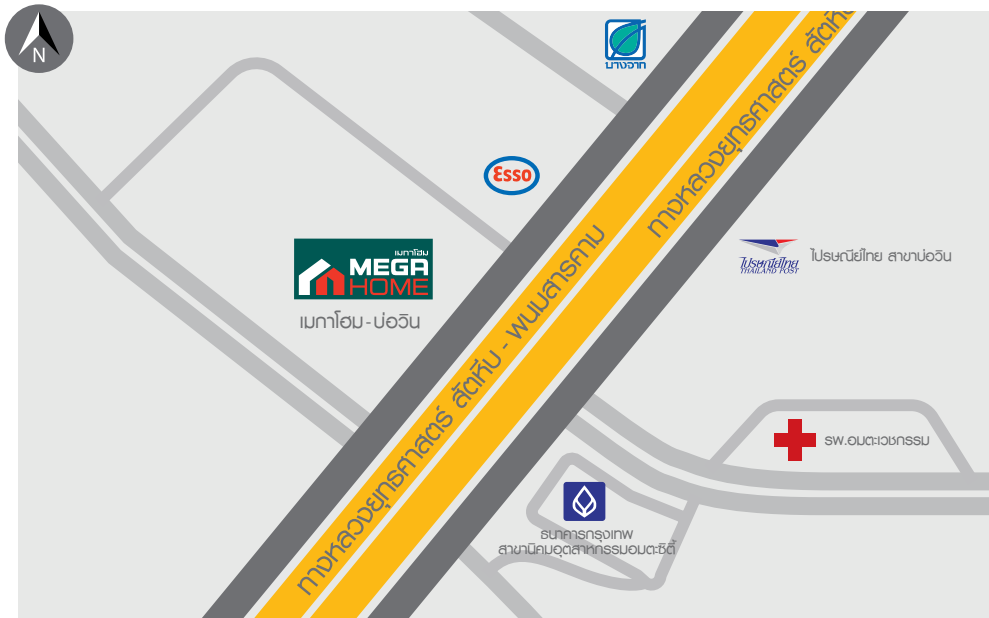 N
บางจาก
Esso
ทางหลวงยุทธศาสตร์ สัตหีบ - พนมสารคาม
ทางหลวงยุทธศาสตร์ สัตหีบ
เมกาโฮม
MEGA
HOME
เมกาโฮม - บ่อวิน
ไปรษณีย์ไทย
THAILAND POST
ไปรษณีย์ไทย สาขาบ่อวิน
รพ.อมตะเวชกรรม
ธนาคารกรุงเทพ
สาขานิคมอุตสาหกรรมอมตะซิตี้